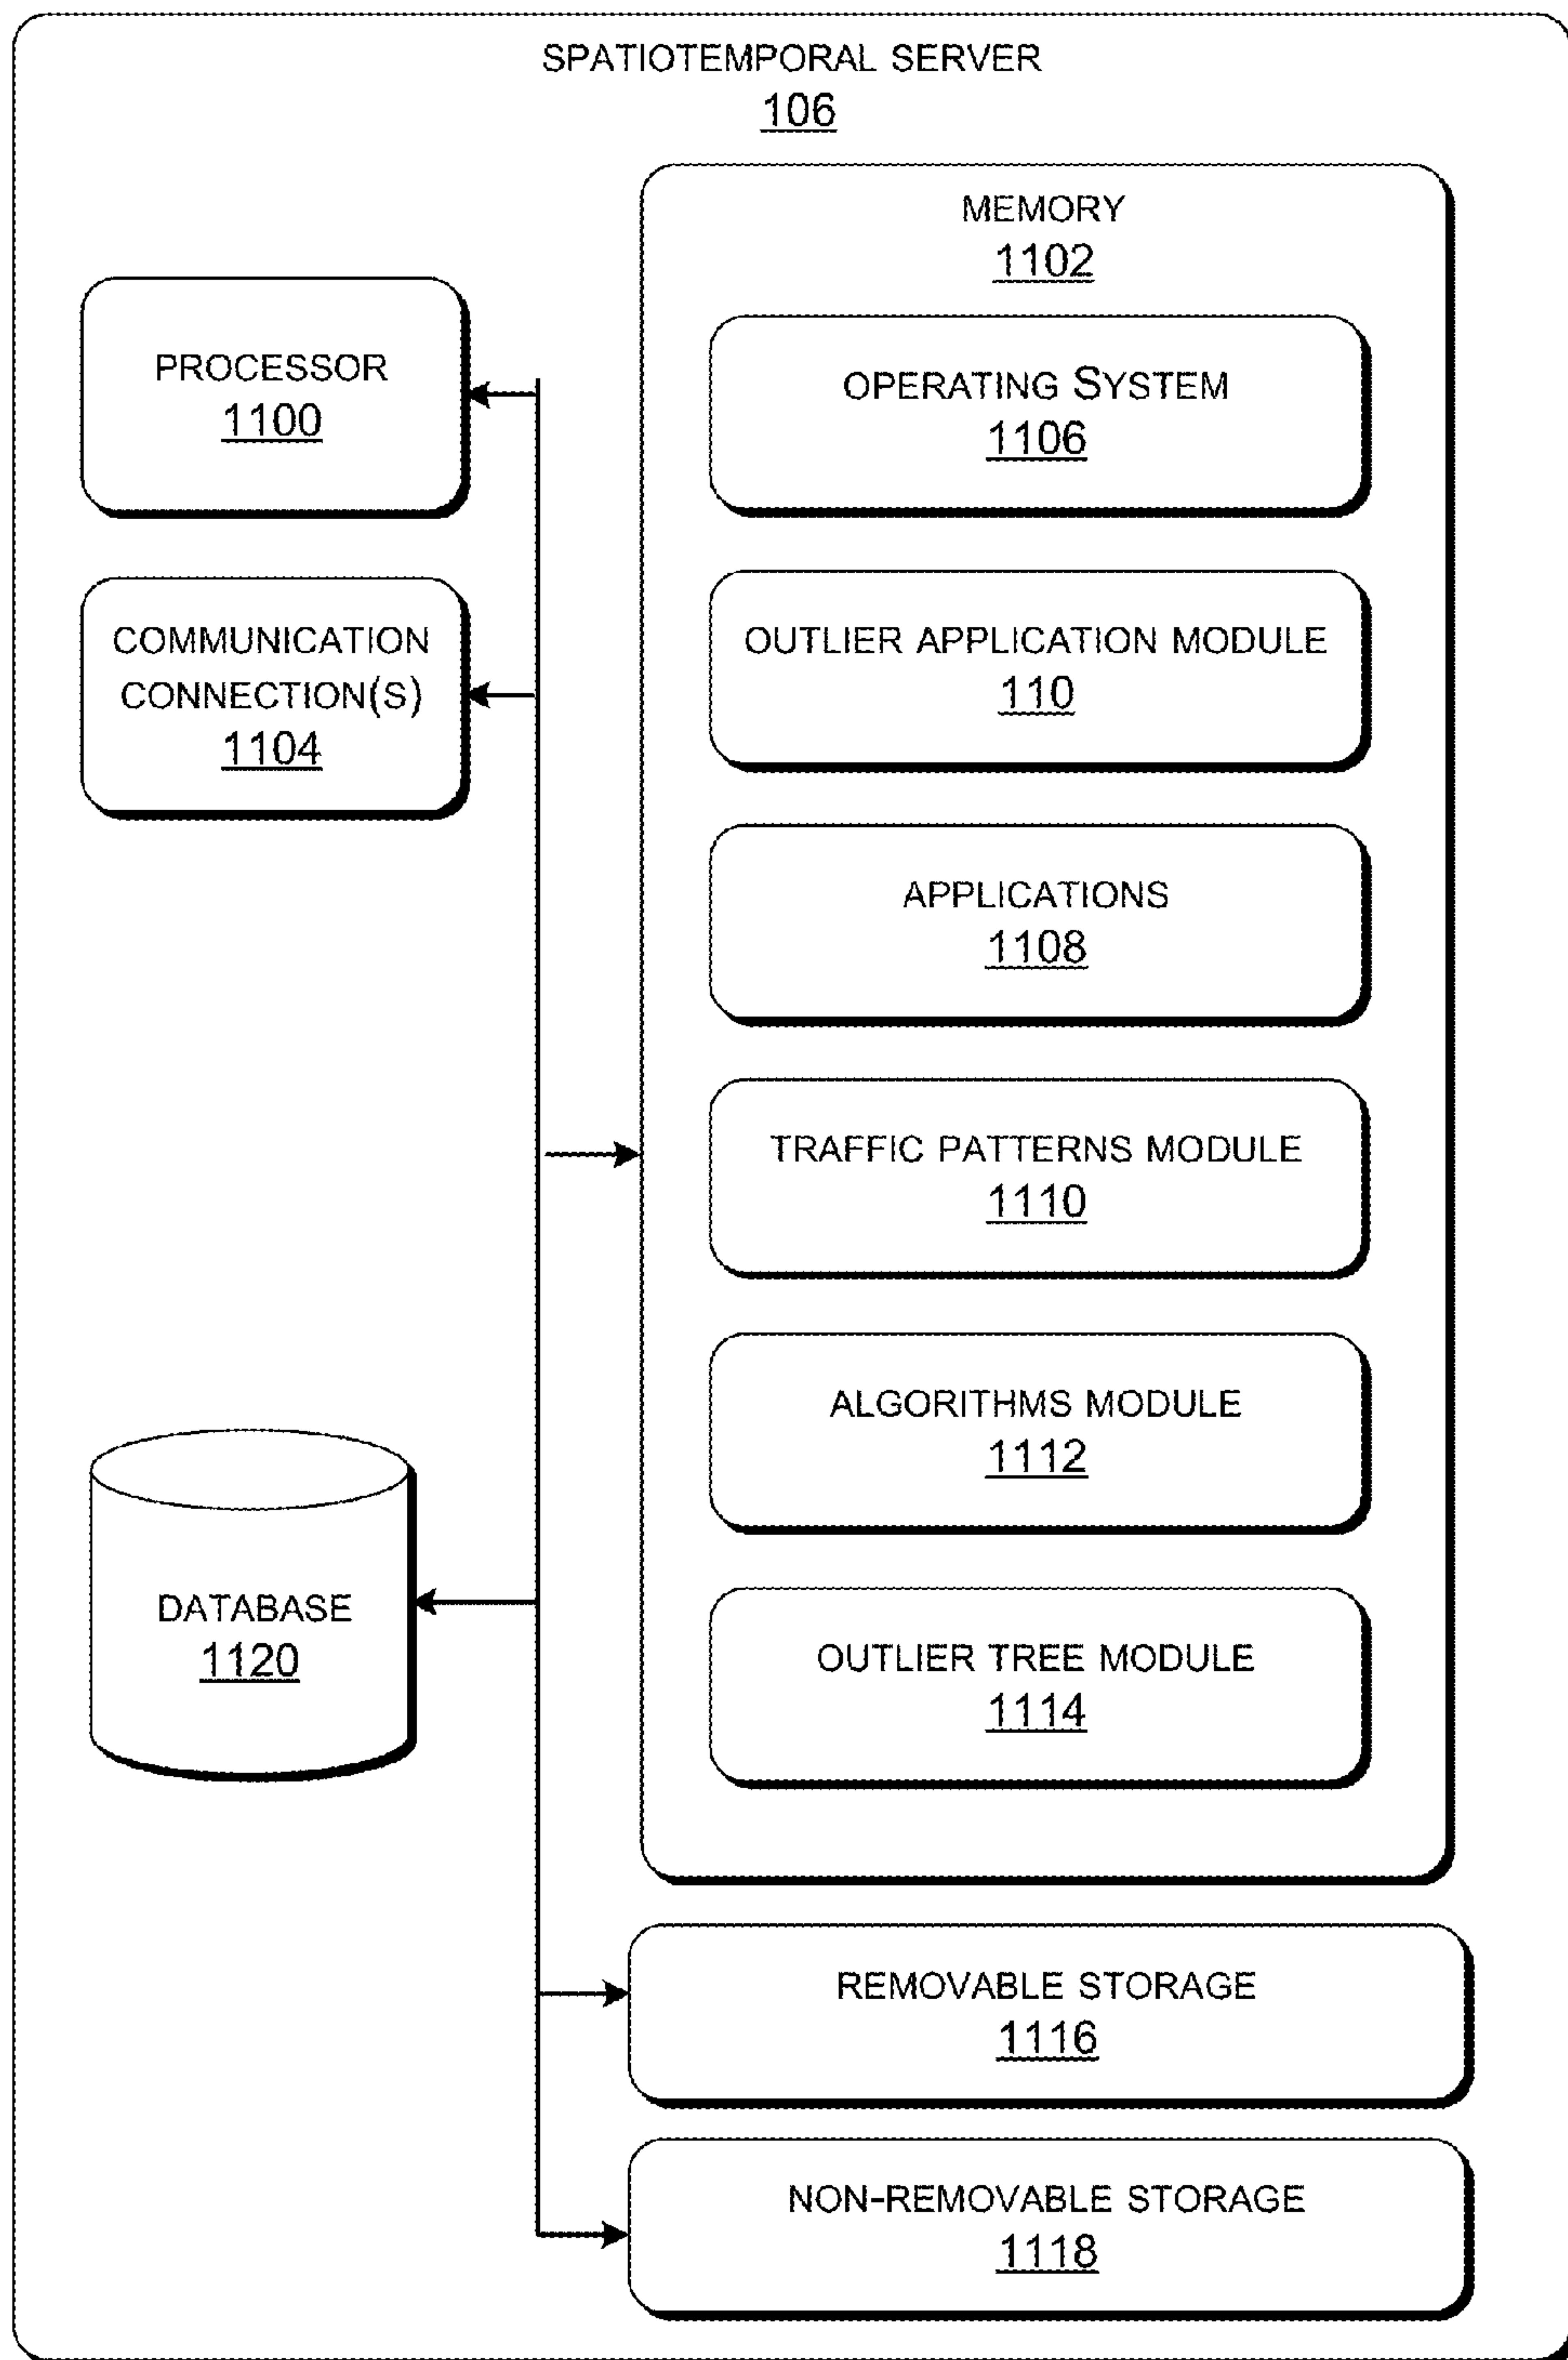 SPATIOTEMPORAL SERVER
106
MEMORY
1102
PROCESSOR
1100
OPERATING SYSTEM
1106
COMMUNICATION
CONNECTION(S)
1104
OUTLIER APPLICATION MODULE
110
APPLICATIONS
1108
TRAFFIC PATTERNS MODULE
1110
ALGORITHMS MODULE
1112
DATABASE
1120
OUTLIER TREE MODULE
1114
REMOVABLE STORAGE
1116
NON-REMOVABLE STORAGE
1118